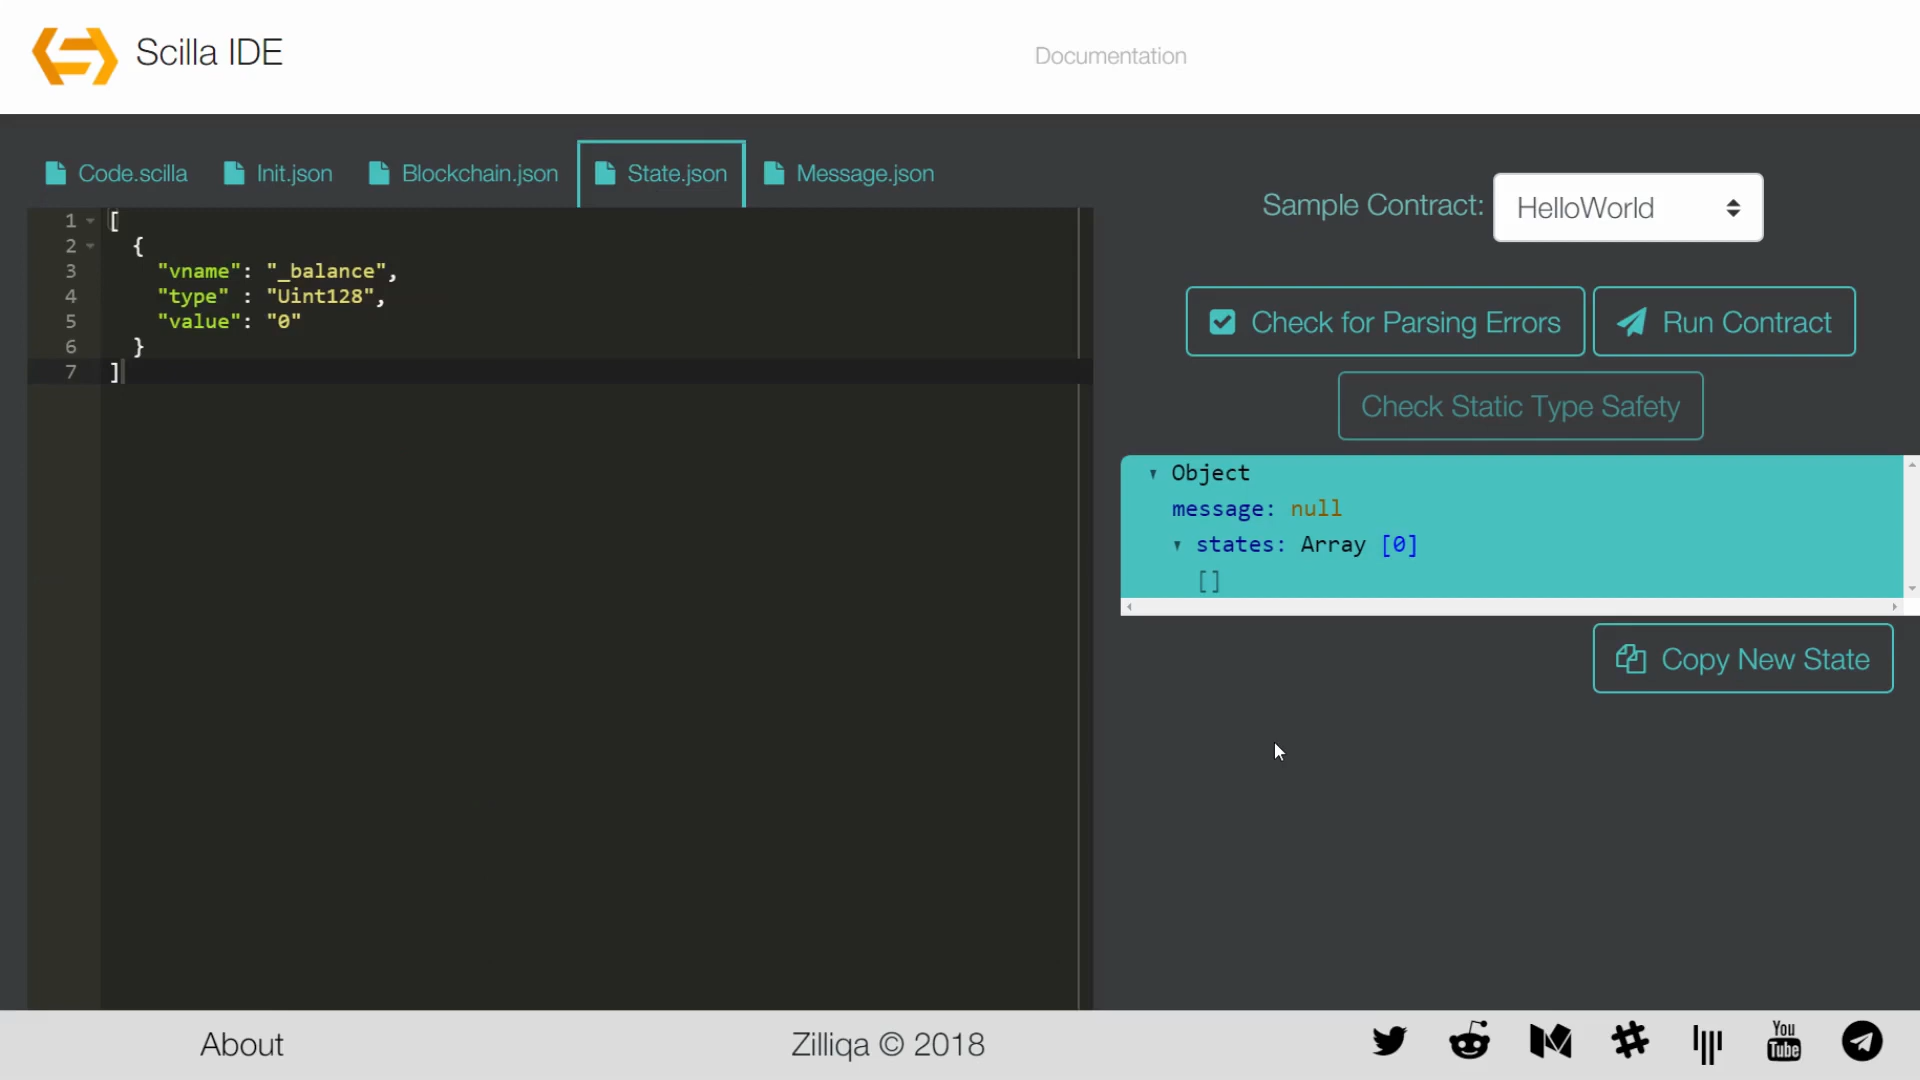 Scilla IDE
Documentation
Code.scilla Init.json Blockchain.json State.json Message.json
Sample Contract: HelloWorld
1 [
2 {
3 "vname": "_balance",
4 "type" : "Uint128",
5 "value": "0"
6 }
7 ]
Check for Parsing Errors Run Contract
Check Static Type Safety
Object
message: null
states: Array [0]
[]
Copy New State
About
Zilliqa © 2018
You
Tube